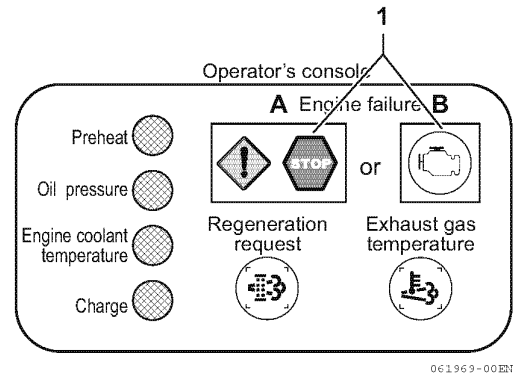 1
Operator's console
A Engine failure B
Preheat
STOP
or
Oil pressure
Regeneration
request
Exhaust gas
temperature
Engine coolant
temperature
Charge
061969-00EN